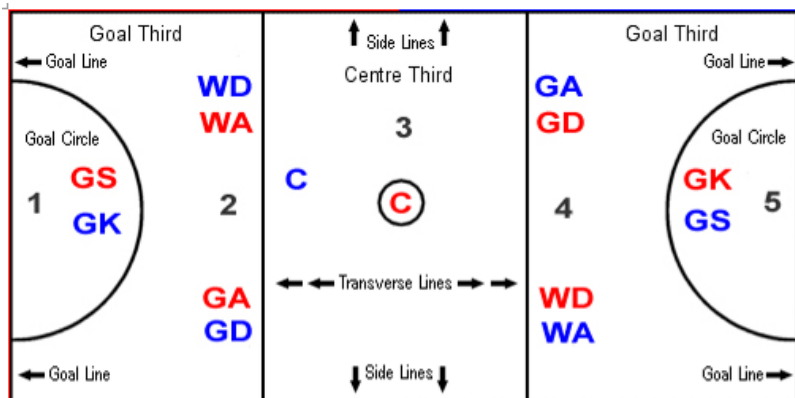 Goal Third
Side Lines
Goal Third
Goal Line
Goal Line
Centre Third
WD
GA
WA
GD
3
Goal Circle
Goal Circle
GS
C
GK
1
2
C
4
5
GK
GS
Transverse Lines
GA
WD
GD
WA
Goal Line
Side Lines
Goal Line